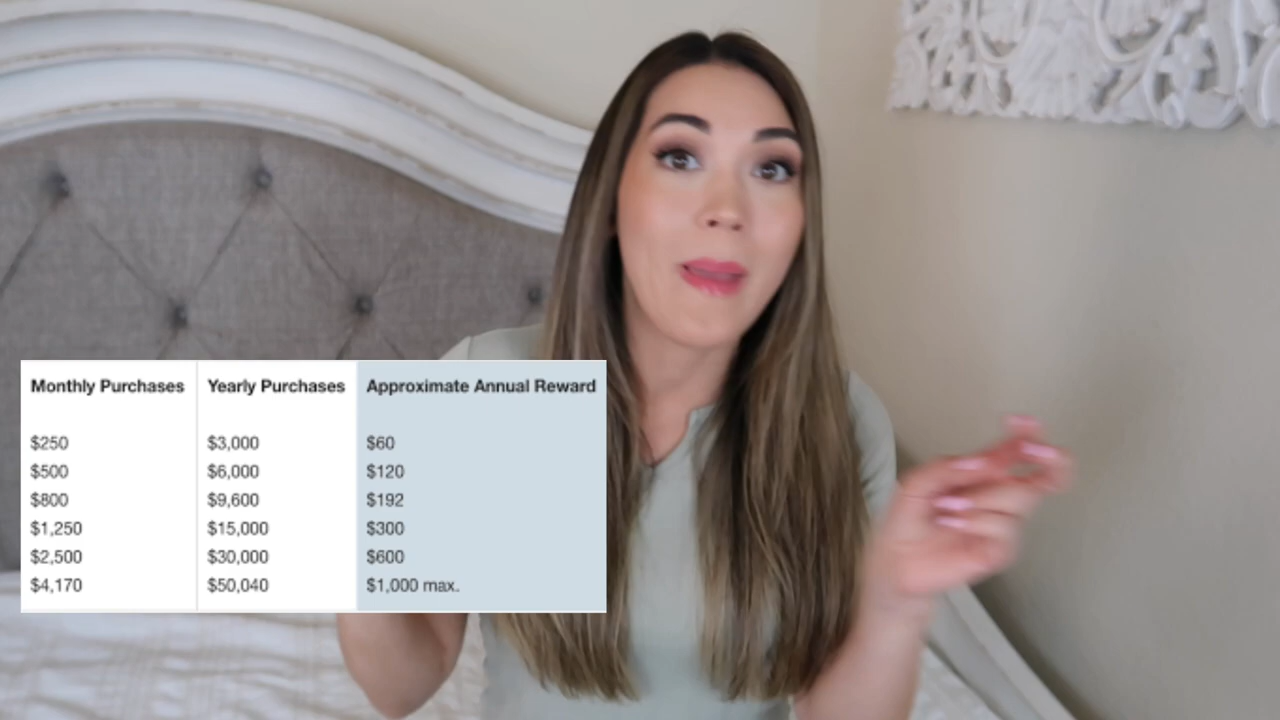 Monthly Purchases Yearly Purchases Approximate Annual Reward
$250 $3,000 $60
$500 $6,000 $120
$800 $9,600 $192
$1,250 $15,000 $300
$2,500 $30,000 $600
$4,170 $50,040 $1,000 max.